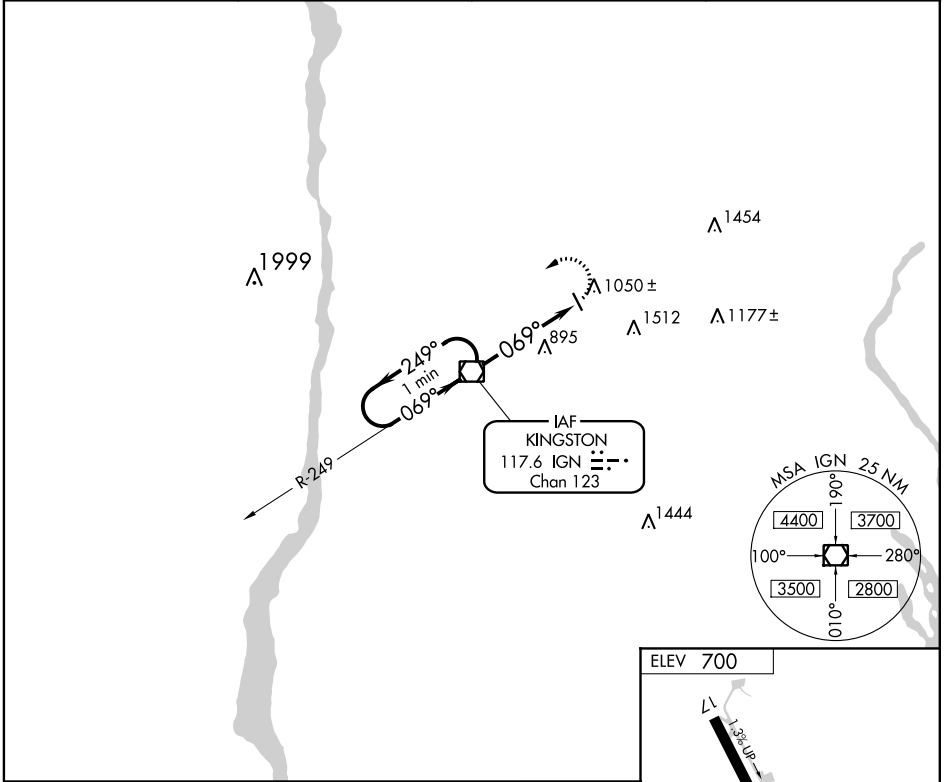 1454
1999
1050 ±
1512
1177±
069°
895
249°
1 min
069°
IAF
KINGSTON
117.6 IGN
Chan 123
R-249
1444
MSA IGN 25 NM
190°
4400
3700
100°
280°
3500
2800
010°
ELEV 700
17
1.3% UP